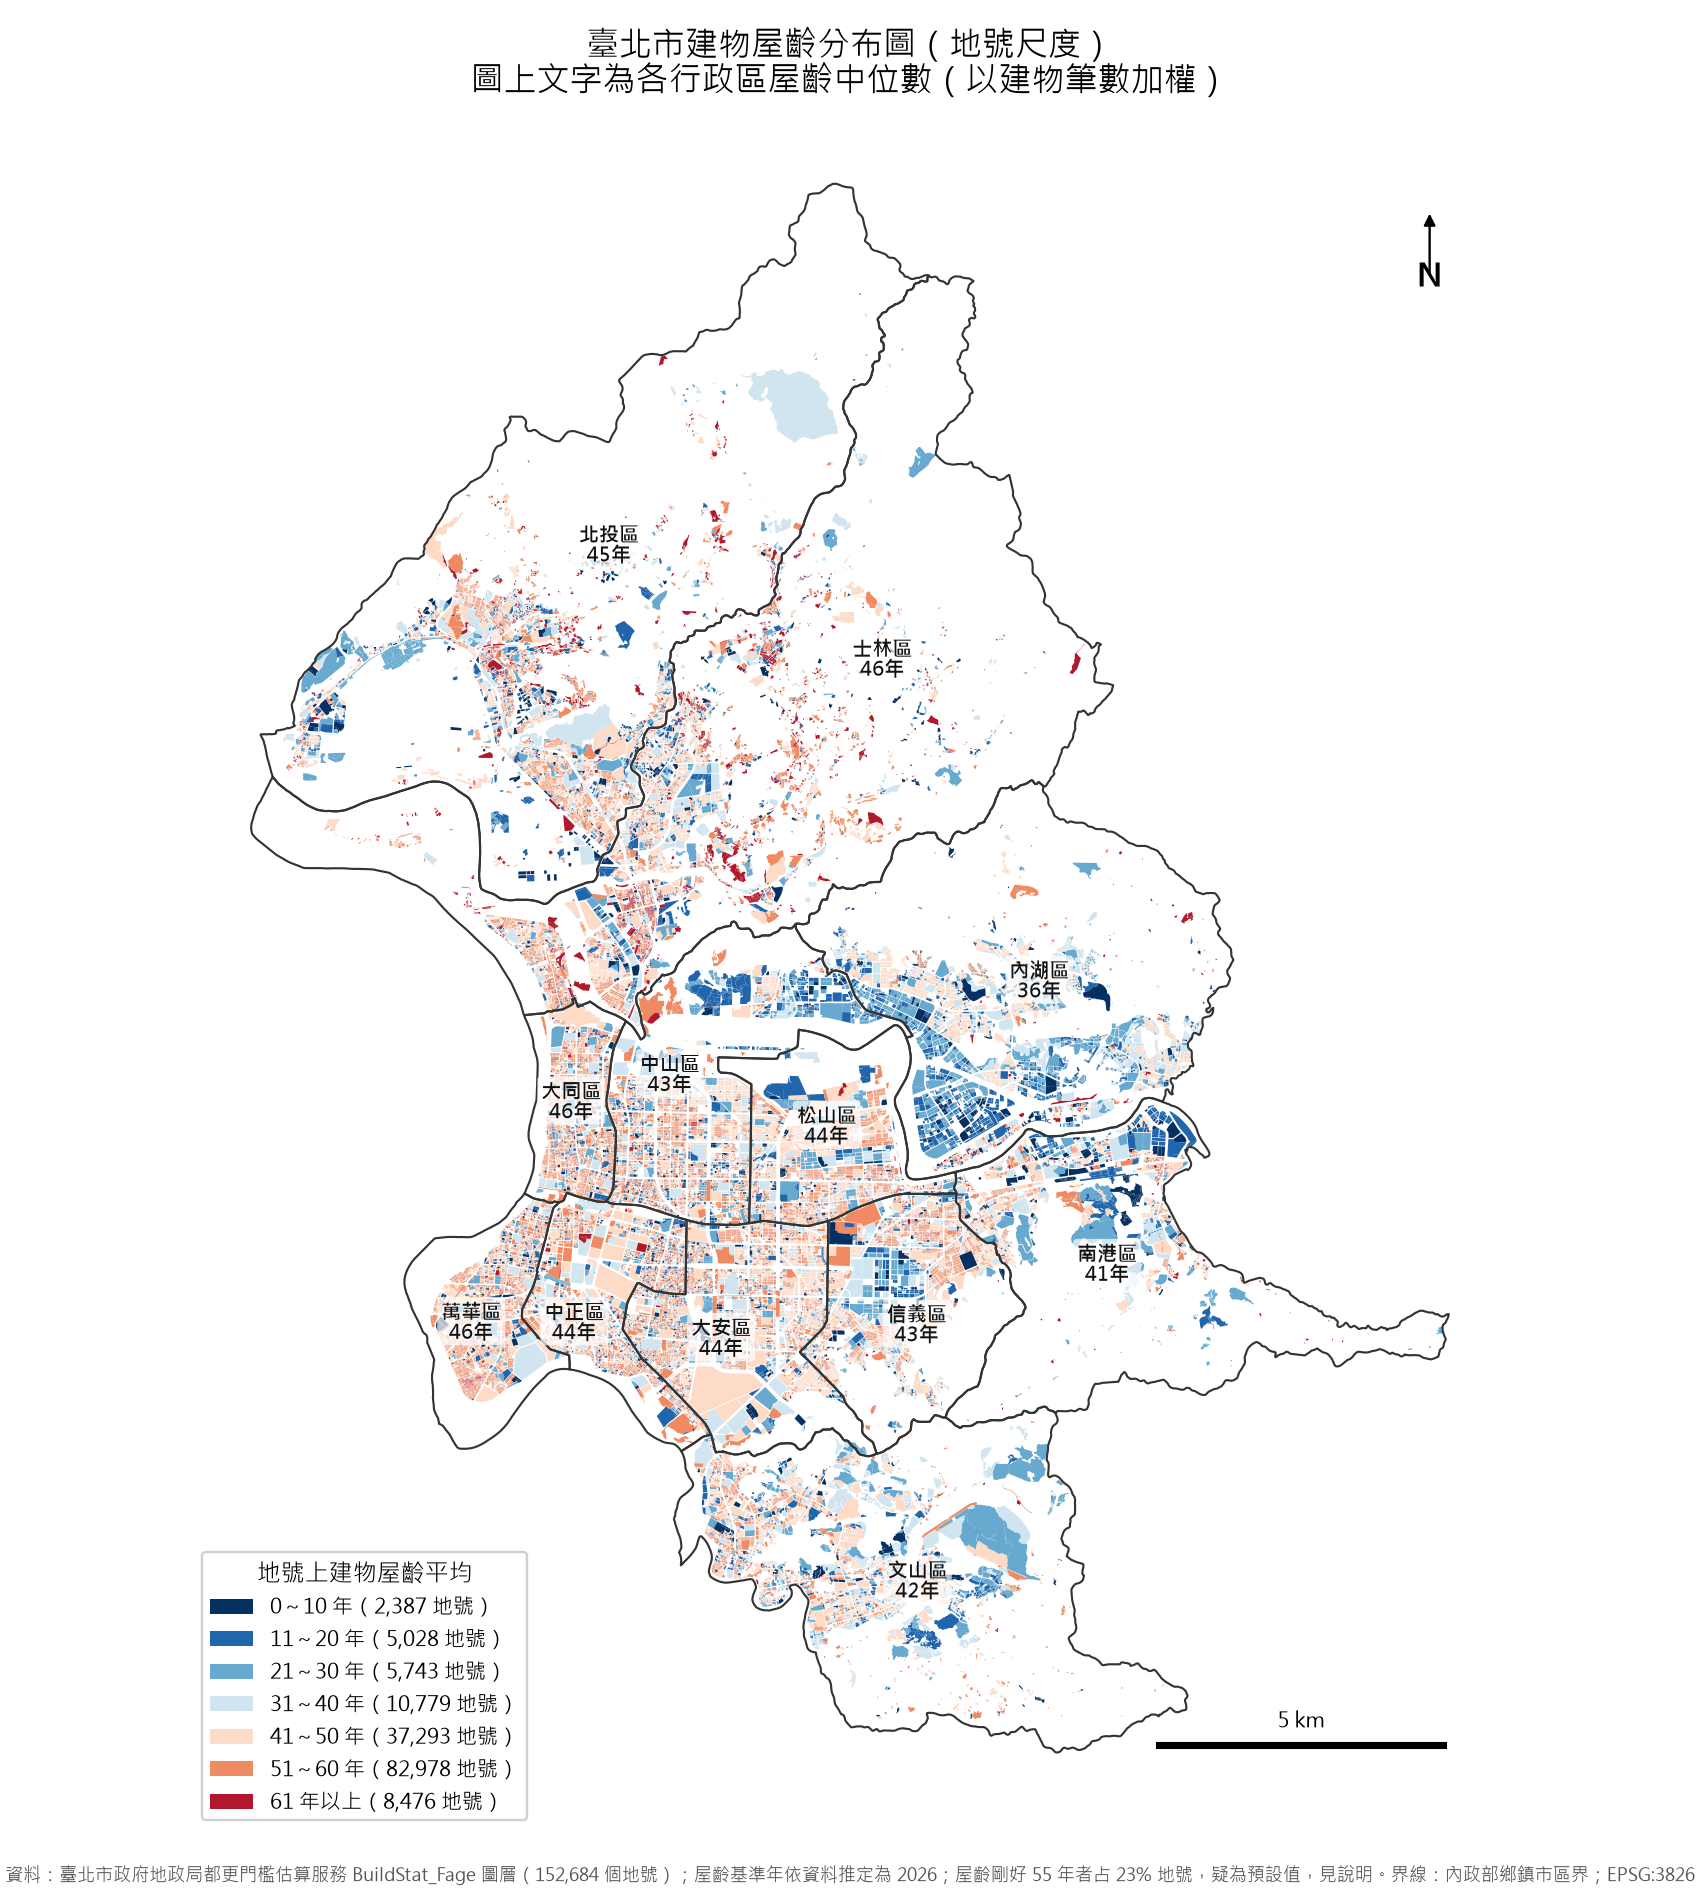 臺北市建物屋齡分布圖（地號尺度）
圖上文字為各行政區屋齡中位數（以建物筆數加權）
N
北投區
45年
士林區
46年
內湖區
36年
中山區
43年
大同區
46年
松山區
44年
南港區
41年
萬華區
46年
中正區
44年
大安區
44年
信義區
43年
文山區
42年
地號上建物屋齡平均
0～10 年（2,387 地號）
11～20 年（5,028 地號）
21～30 年（5,743 地號）
31～40 年（10,779 地號）
41～50 年（37,293 地號）
51～60 年（82,978 地號）
61 年以上（8,476 地號）
5 km
資料：臺北市政府地政局都更門檻估算服務 BuildStat_Fage 圖層（152,684 個地號）；屋齡基準年依資料推定為 2026；屋齡剛好 55 年者占 23% 地號，疑為預設值，見說明。界線：內政部鄉鎮市區界；EPSG:3826